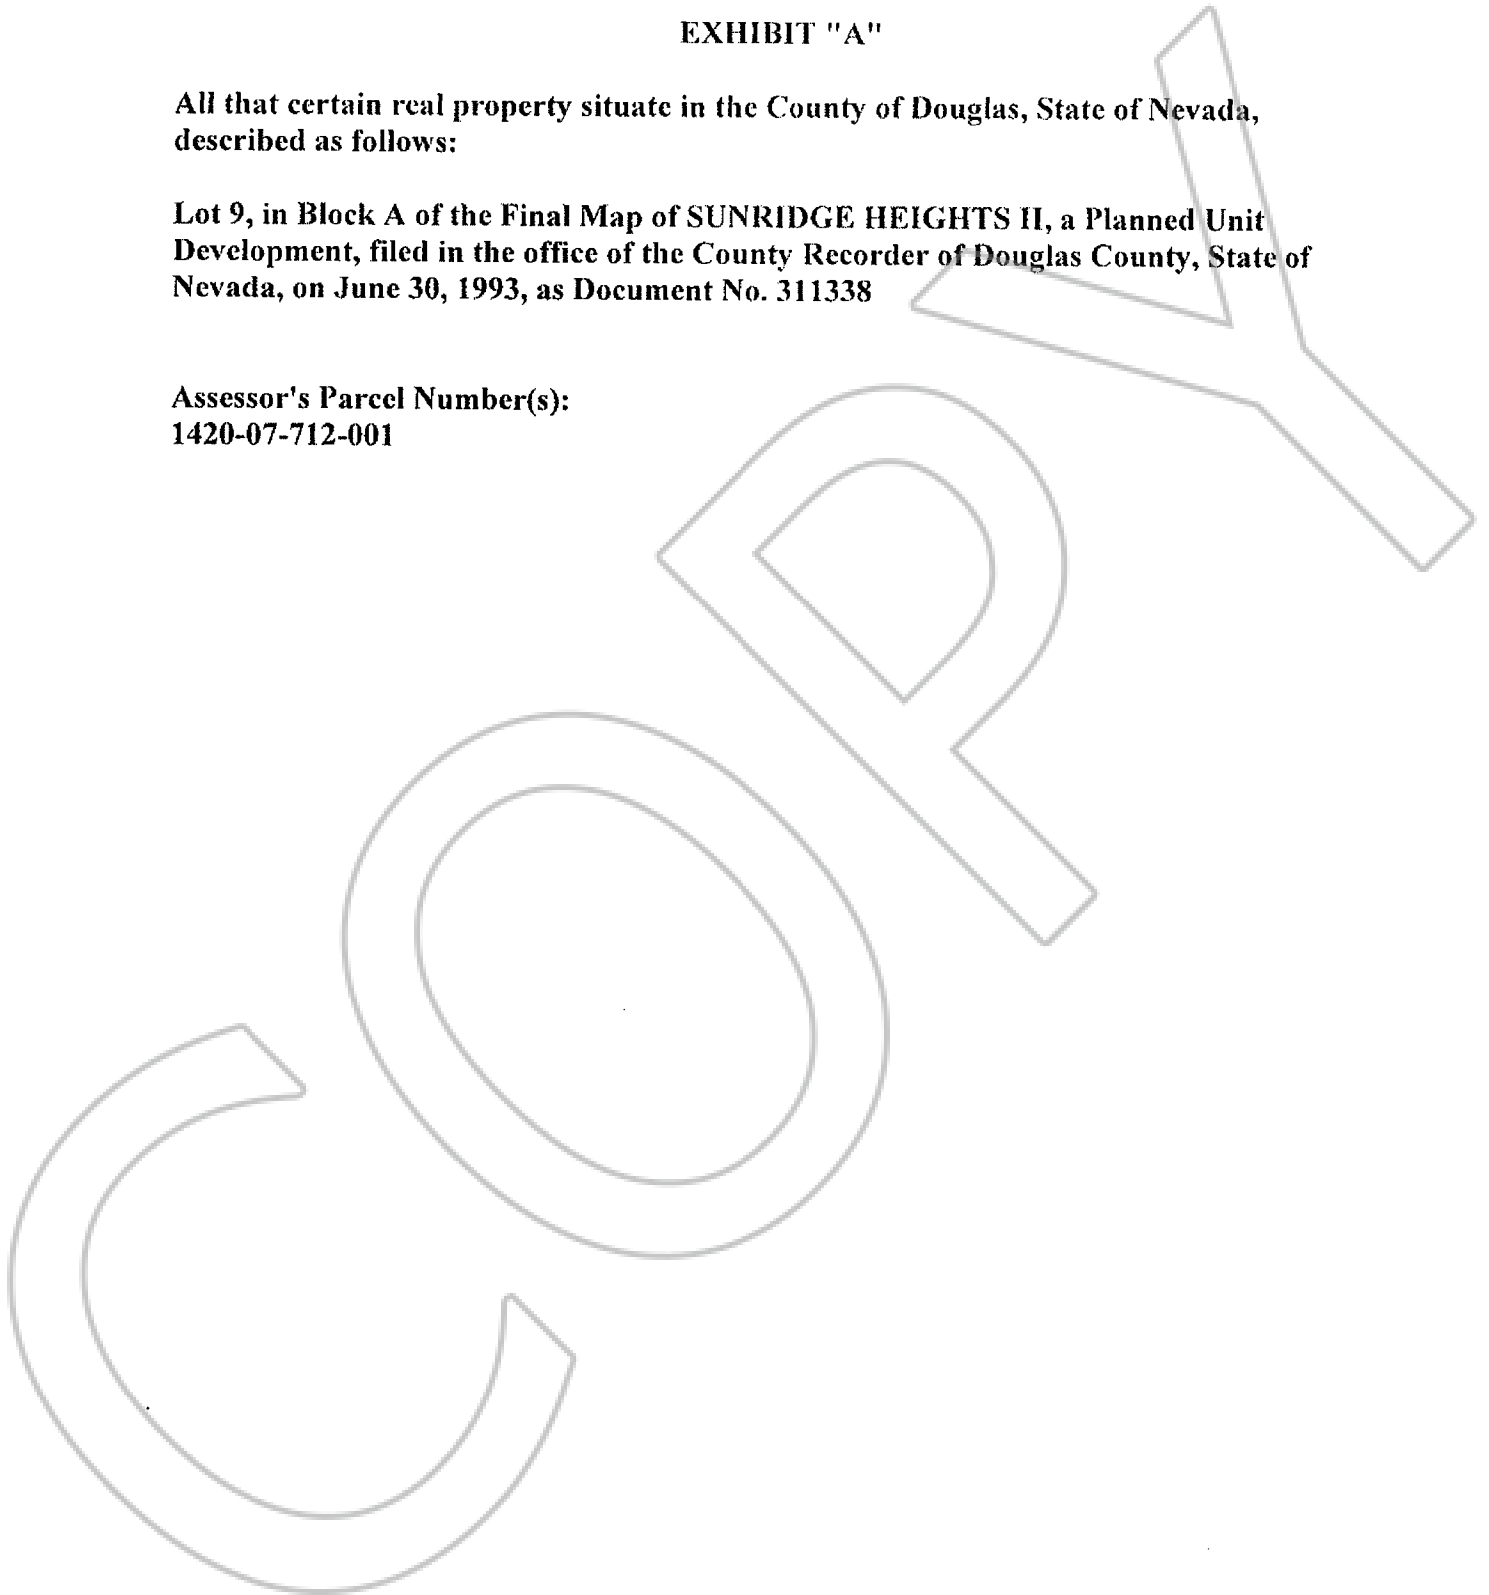 EXHIBIT "A"
All that certain real property situate in the County of Douglas, State of Nevada,
described as follows:
Lot 9, in Block A of the Final Map of SUNRIDGE HEIGHTS II, a Planned Unit
Development, filed in the office of the County Recorder of Douglas County, State of
Nevada, on June 30, 1993, as Document No. 311338
Assessor's Parcel Number(s):
1420-07-712-001
COPY